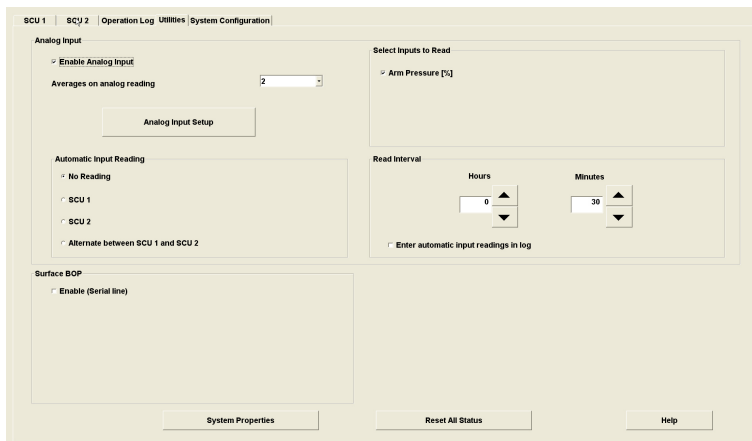 SCU 1 SCU 2 Operation Log Utilities System Configuration
Analog Input
Enable Analog Input
Averages on analog reading 2
Analog Input Setup
Select Inputs to Read
Arm Pressure [%]
Automatic Input Reading
No Reading
SCU 1
SCU 2
Alternate between SCU 1 and SCU 2
Read Interval
Hours Minutes
0 30
Enter automatic input readings in log
Surface BOP
Enable (Serial line)
System Properties Reset All Status Help